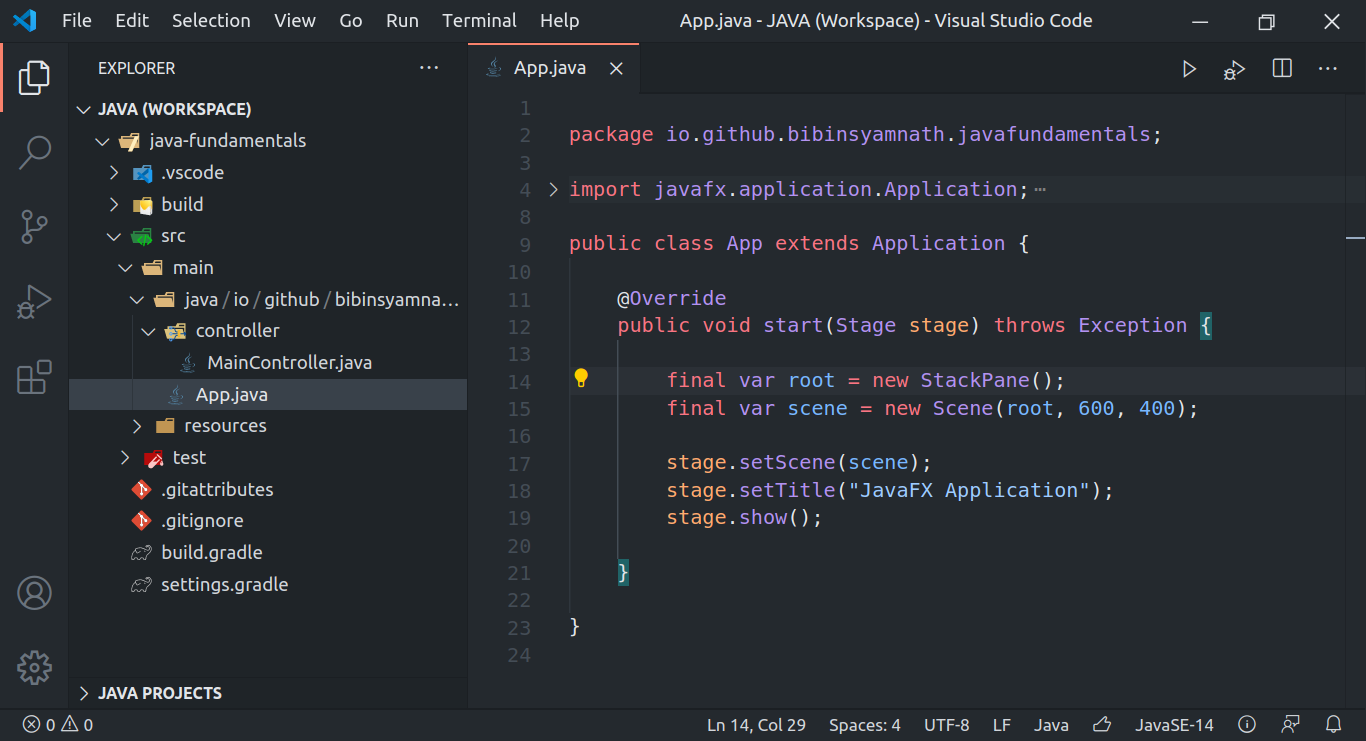 File Edit Selection View Go Run Terminal Help App.java - JAVA (Workspace) - Visual Studio Code
EXPLORER
JAVA (WORKSPACE)
java-fundamentals
.vscode
build
src
main
java / io / github / bibinsyamna...
controller
MainController.java
App.java
resources
test
.gitattributes
.gitignore
build.gradle
settings.gradle
JAVA PROJECTS
App.java
1
2 package io.github.bibinsyamnath.javafundamentals;
3
4 import javafx.application.Application;
8
9 public class App extends Application {
10
11 @Override
12 public void start(Stage stage) throws Exception {
13
14 final var root = new StackPane();
15 final var scene = new Scene(root, 600, 400);
16
17 stage.setScene(scene);
18 stage.setTitle("JavaFX Application");
19 stage.show();
20
21 }
22
23 }
24
0 0 Ln 14, Col 29 Spaces: 4 UTF-8 LF Java JavaSE-14